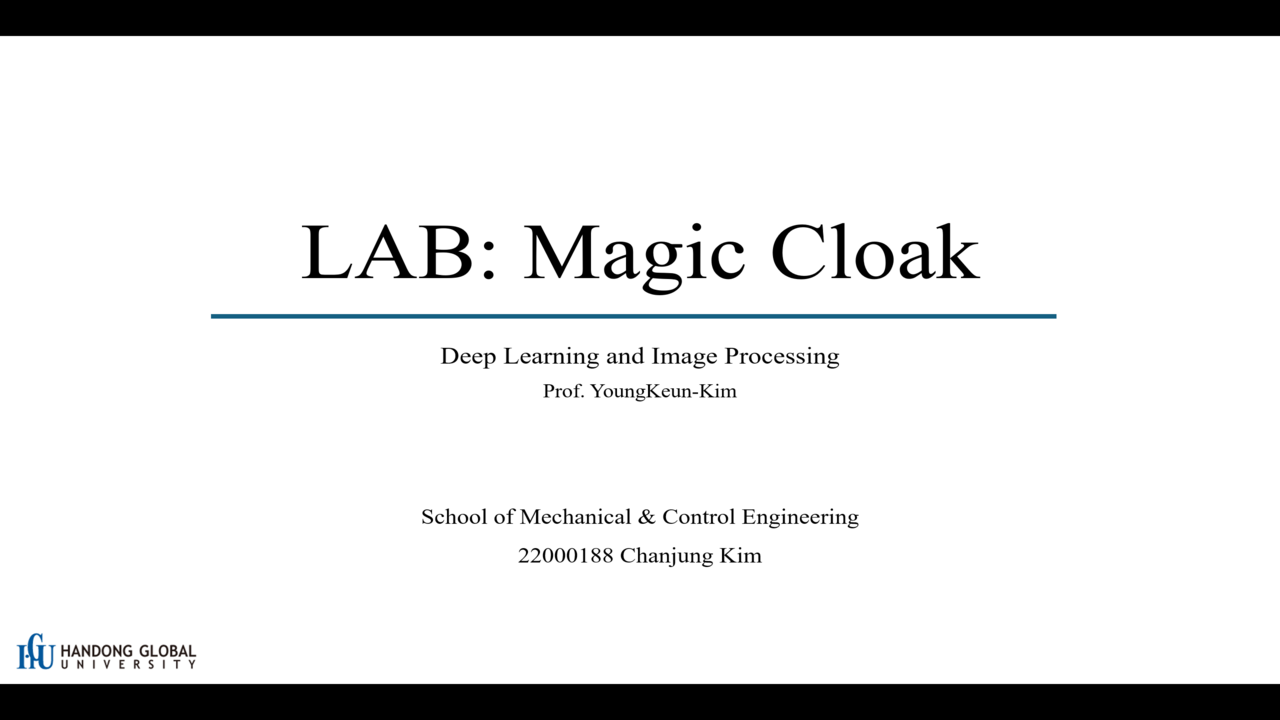 LAB: Magic Cloak
Deep Learning and Image Processing
Prof. YoungKeun-Kim
School of Mechanical & Control Engineering
22000188 Chanjung Kim
HGU HANDONG GLOBAL
UNIVERSITY